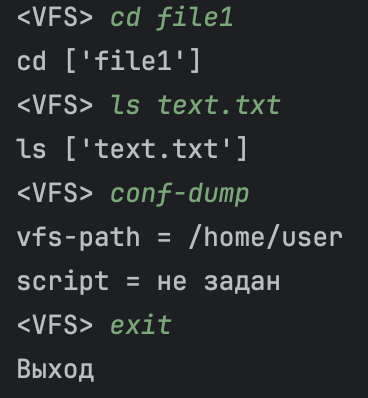 <VFS> cd file1
cd ['file1']
<VFS> ls text.txt
ls ['text.txt']
<VFS> conf-dump
vfs-path = /home/user
script = не задан
<VFS> exit
Выход